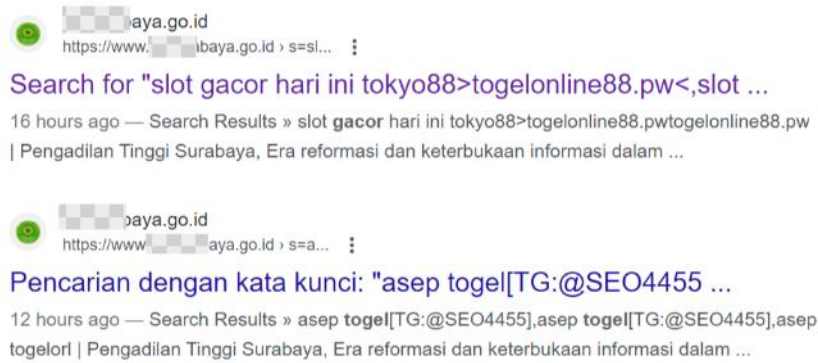 aya.go.id
https://www. baya.go.id › s=sl...
Search for "slot gacor hari ini tokyo88>togelonline88.pw<,slot ...
16 hours ago — Search Results » slot gacor hari ini tokyo88>togelonline88.pwtogelonline88.pw
| Pengadilan Tinggi Surabaya, Era reformasi dan keterbukaan informasi dalam ...
baya.go.id
https://www aya.go.id › s=a...
Pencarian dengan kata kunci: "asep togel[TG:@SEO4455 ...
12 hours ago — Search Results » asep togel[TG:@SEO4455],asep togel[TG:@SEO4455],asep
togelorl | Pengadilan Tinggi Surabaya, Era reformasi dan keterbukaan informasi dalam ...